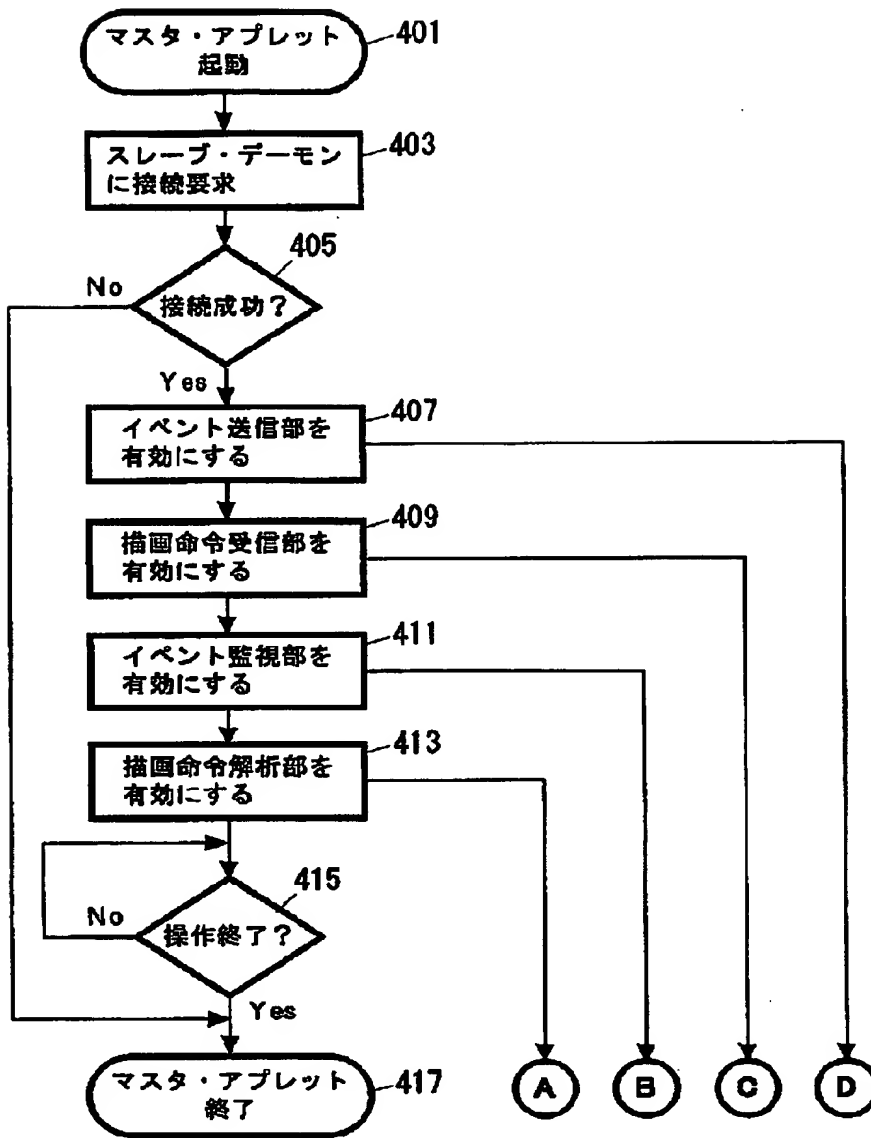 マスタ・アプレット
起動
401
スレーブ・デーモン
に接続要求
403
405
接続成功?
No
Yes
イベント送信部を
有効にする
407
描画命令受信部を
有効にする
409
イベント監視部を
有効にする
411
描画命令解析部を
有効にする
413
415
操作終了?
No
Yes
マスタ・アプレット
終了
417
A
B
C
D